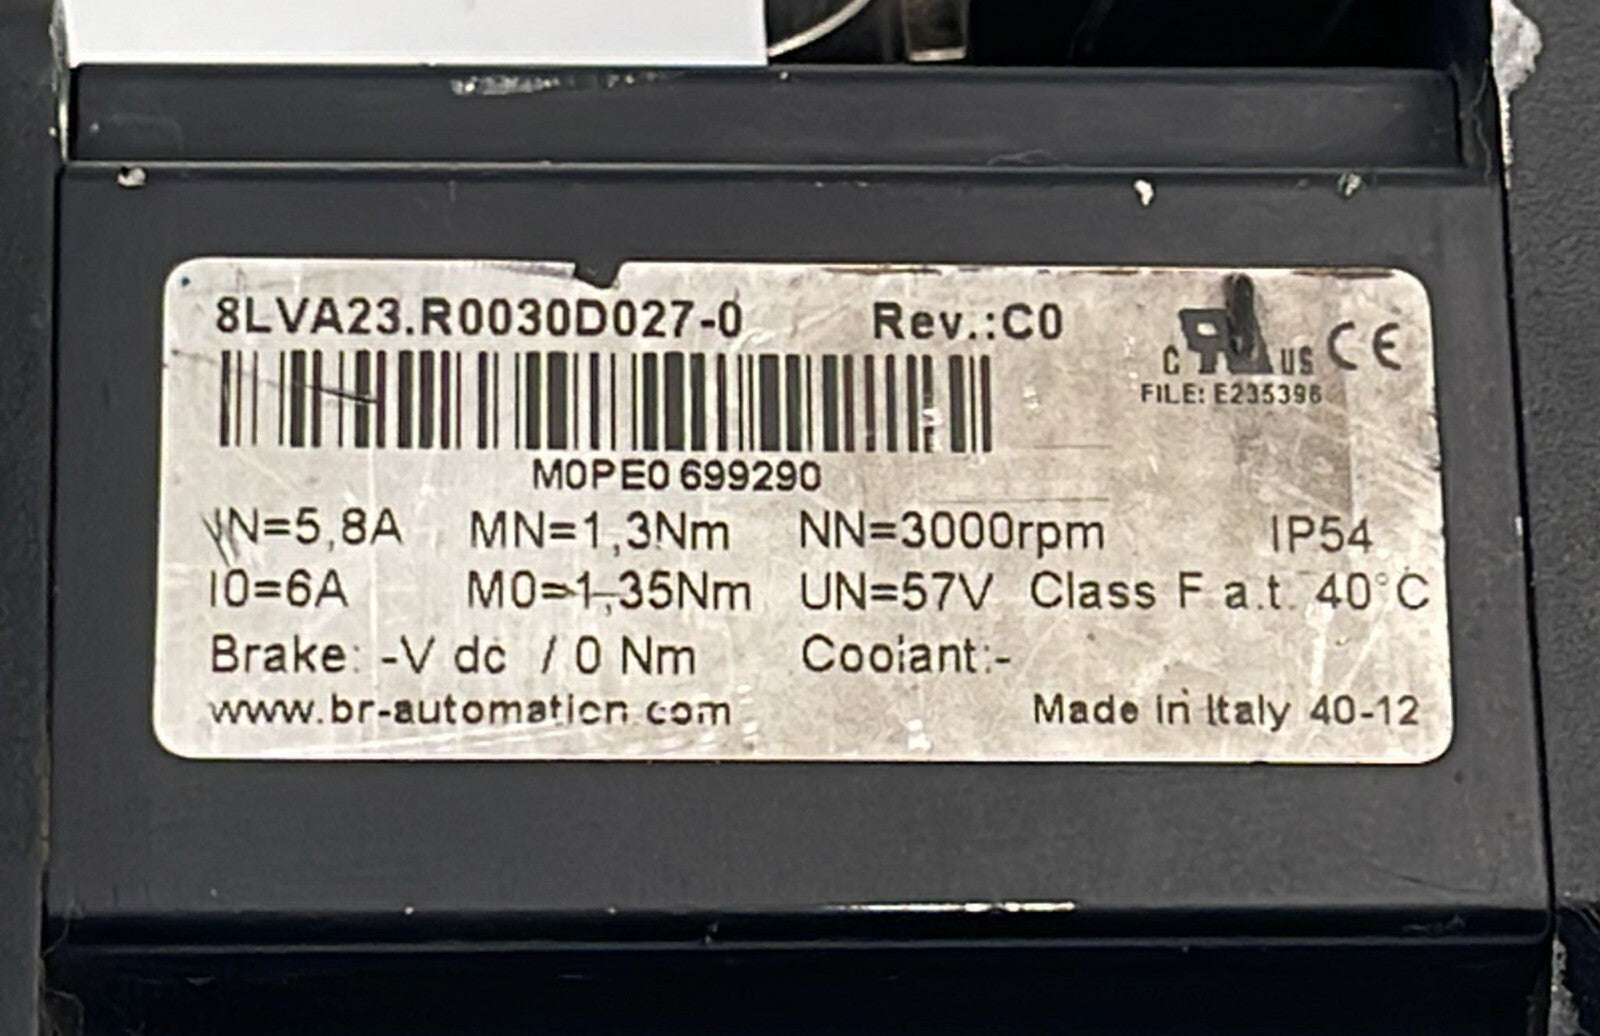 8LVA23.R0030D027-0 Rev.:C0
c RU us CE
FILE: E235396
M0PE0 699290
IN=5,8A MN=1,3Nm NN=3000rpm IP54
I0=6A M0=1,35Nm UN=57V Class F a.t. 40°C
Brake: -V dc / 0 Nm Coolant:-
www.br-automation.com Made in Italy 40-12